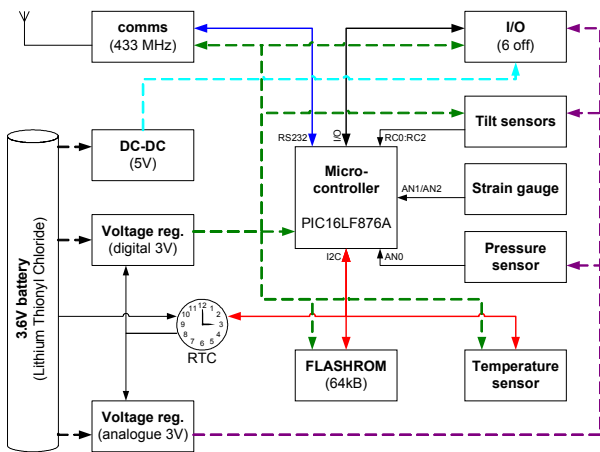 comms
(433 MHz)
I/O
(6 off)
DC-DC
(5V)
Tilt sensors
RS232
I/O
RC0:RC2
Micro-
controller
PIC16LF876A
AN1/AN2
Strain gauge
Voltage reg.
(digital 3V)
I2C
AN0
Pressure
sensor
3.6V battery
(Lithium Thionyl Chloride)
12
11
1
10
2
9
3
8
4
7
5
6
RTC
FLASHROM
(64kB)
Temperature
sensor
Voltage reg.
(analogue 3V)